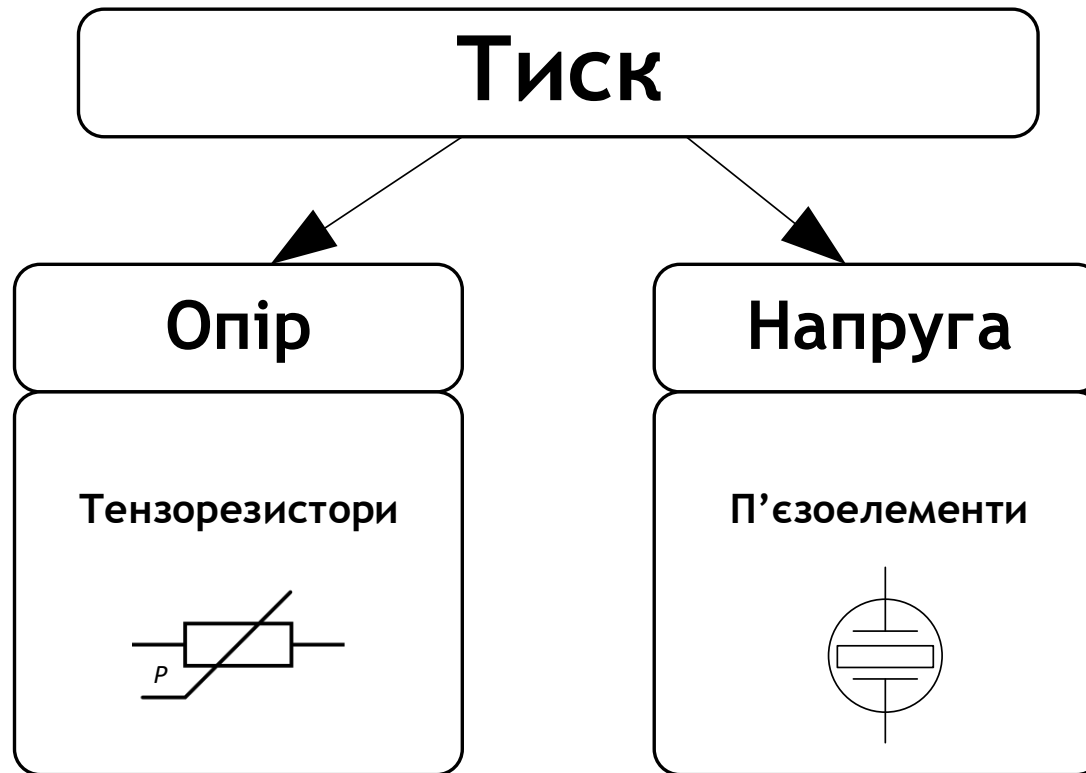 Тиск
Опір
Напруга
Тензорезистори
П’єзоелементи
P